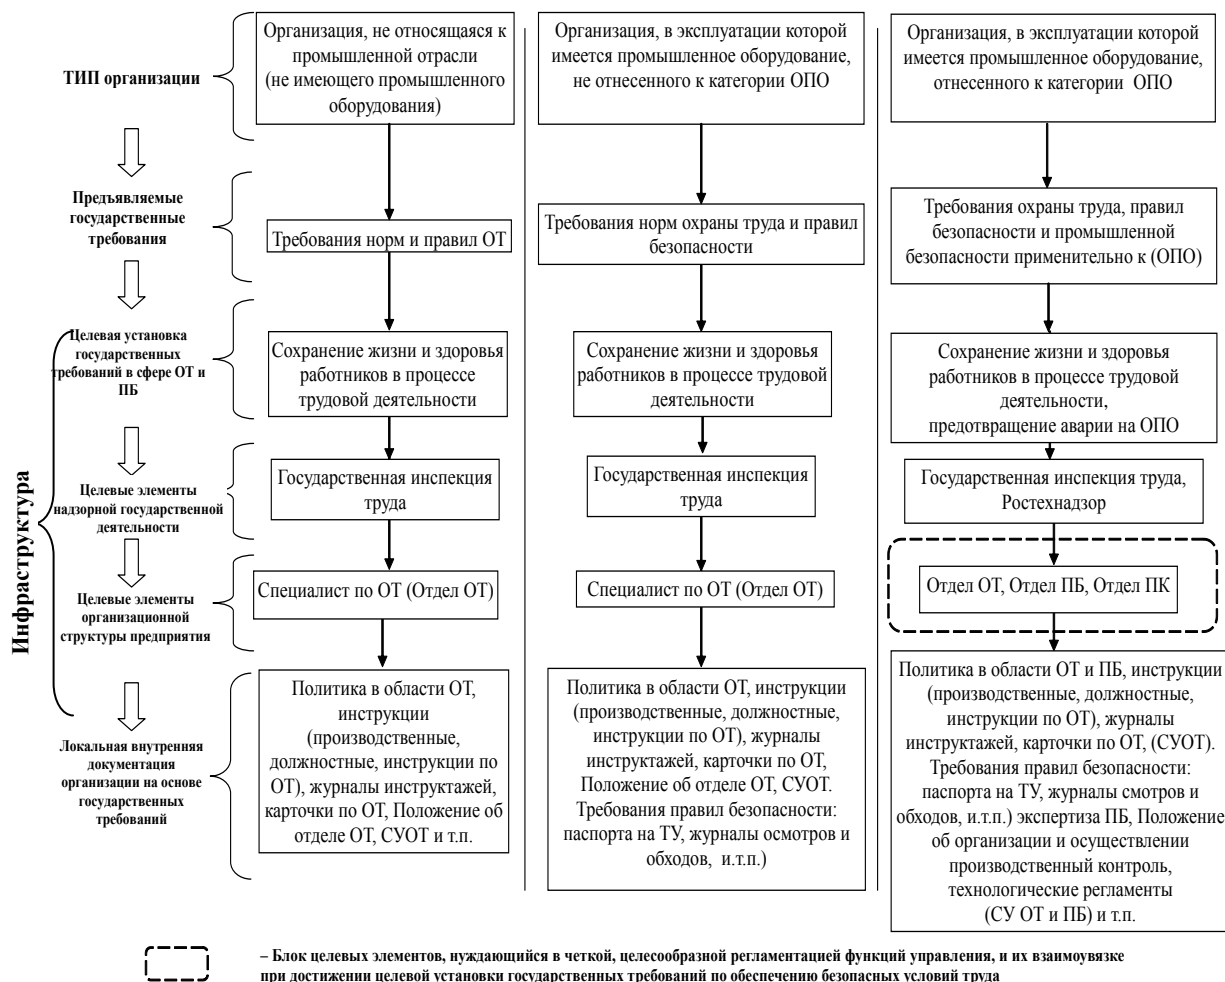 ТИП организации
Организация, не относящаяся к
промышленной отрасли
(не имеющего промышленного
оборудования)
Организация, в эксплуатации которой
имеется промышленное оборудование,
не отнесенного к категории ОПО
Организация, в эксплуатации которой
имеется промышленное оборудование,
отнесенного к категории ОПО
Предъявляемые
государственные
требования
Требования норм и правил ОТ
Требования норм охраны труда и правил
безопасности
Требования охраны труда, правил
безопасности и промышленной
безопасности применительно к (ОПО)
Инфраструктура
Целевая установка
государственных
требований в сфере ОТ и
ПБ
Сохранение жизни и здоровья
работников в процессе
трудовой деятельности
Сохранение жизни и здоровья
работников в процессе трудовой
деятельности
Сохранение жизни и здоровья
работников в процессе трудовой
деятельности,
предотвращение аварии на ОПО
Целевые элементы
надзорной государственной
деятельности
Государственная инспекция
труда
Государственная инспекция
труда
Государственная инспекция труда,
Ростехнадзор
Целевые элементы
организационной
структуры предприятия
Специалист по ОТ (Отдел ОТ)
Специалист по ОТ (Отдел ОТ)
Отдел ОТ, Отдел ПБ, Отдел ПК
Локальная внутренняя
документация
организации на основе
государственных
требований
Политика в области ОТ,
инструкции
(производственные,
должностные, инструкции по
ОТ), журналы инструктажей,
карточки по ОТ, Положение об
отделе ОТ, СУОТ и т.п.
Политика в области ОТ, инструкции
(производственные, должностные,
инструкции по ОТ), журналы
инструктажей, карточки по ОТ,
Положение об отделе ОТ, СУОТ.
Требования правил безопасности:
паспорта на ТУ, журналы осмотров и
обходов, и.т.п.)
Политика в области ОТ и ПБ, инструкции
(производственные, должностные,
инструкции по ОТ), журналы
инструктажей, карточки по ОТ, (СУОТ).
Требования правил безопасности:
паспорта на ТУ, журналы смотров и
обходов, и.т.п.) экспертиза ПБ, Положение
об организации и осуществлении
производственный контроль,
технологические регламенты
(СУ ОТ и ПБ) и т.п.
– Блок целевых элементов, нуждающийся в четкой, целесообразной регламентацией функций управления, и их взаимоувязке
при достижении целевой установки государственных требований по обеспечению безопасных условий труда